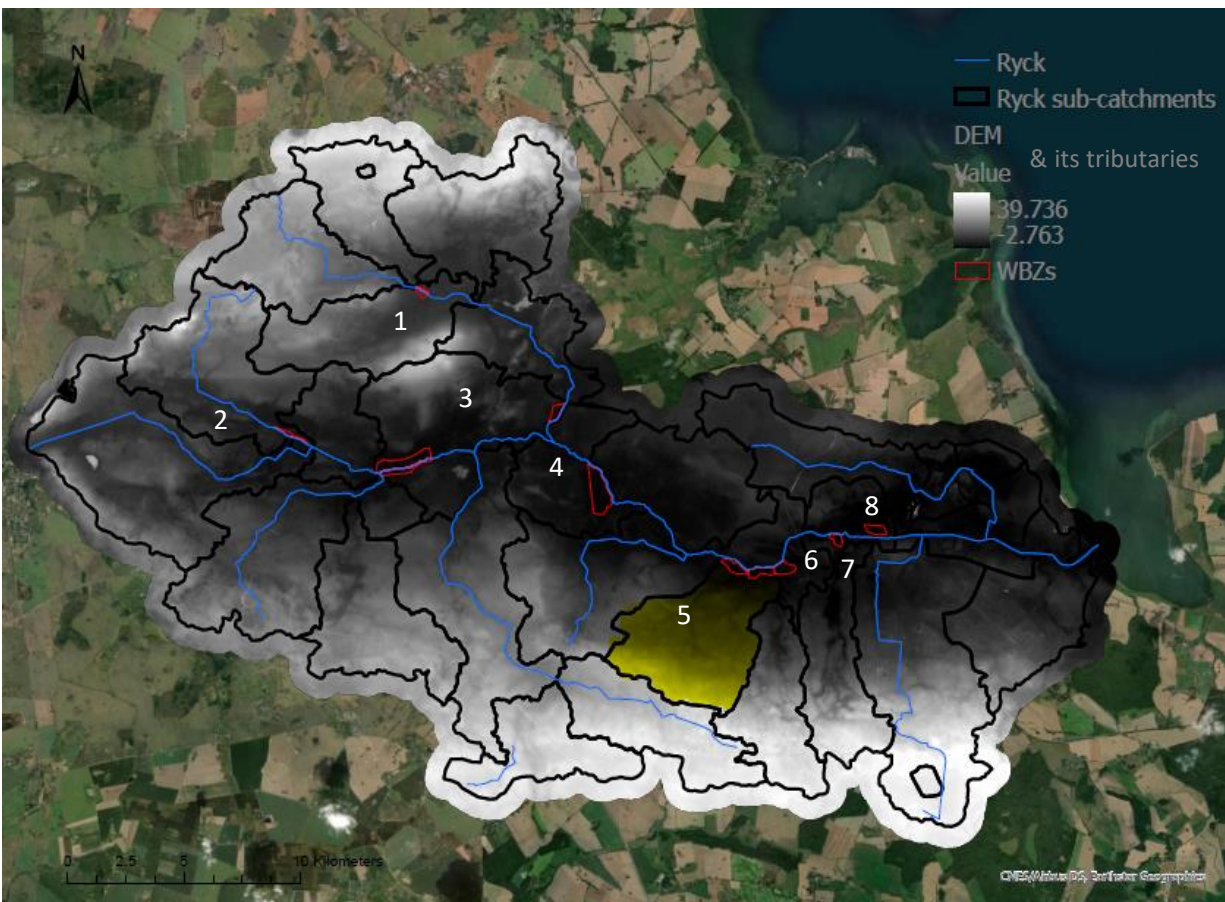 N
Ryck
Ryck sub-catchments
DEM
Value & its tributaries
39.736
-2.763
WBZs
1
2
3
4
5
6
7
8
0 2.5 5 10 Kilometers
CNES/Airbus DS, Earthstar Geographics